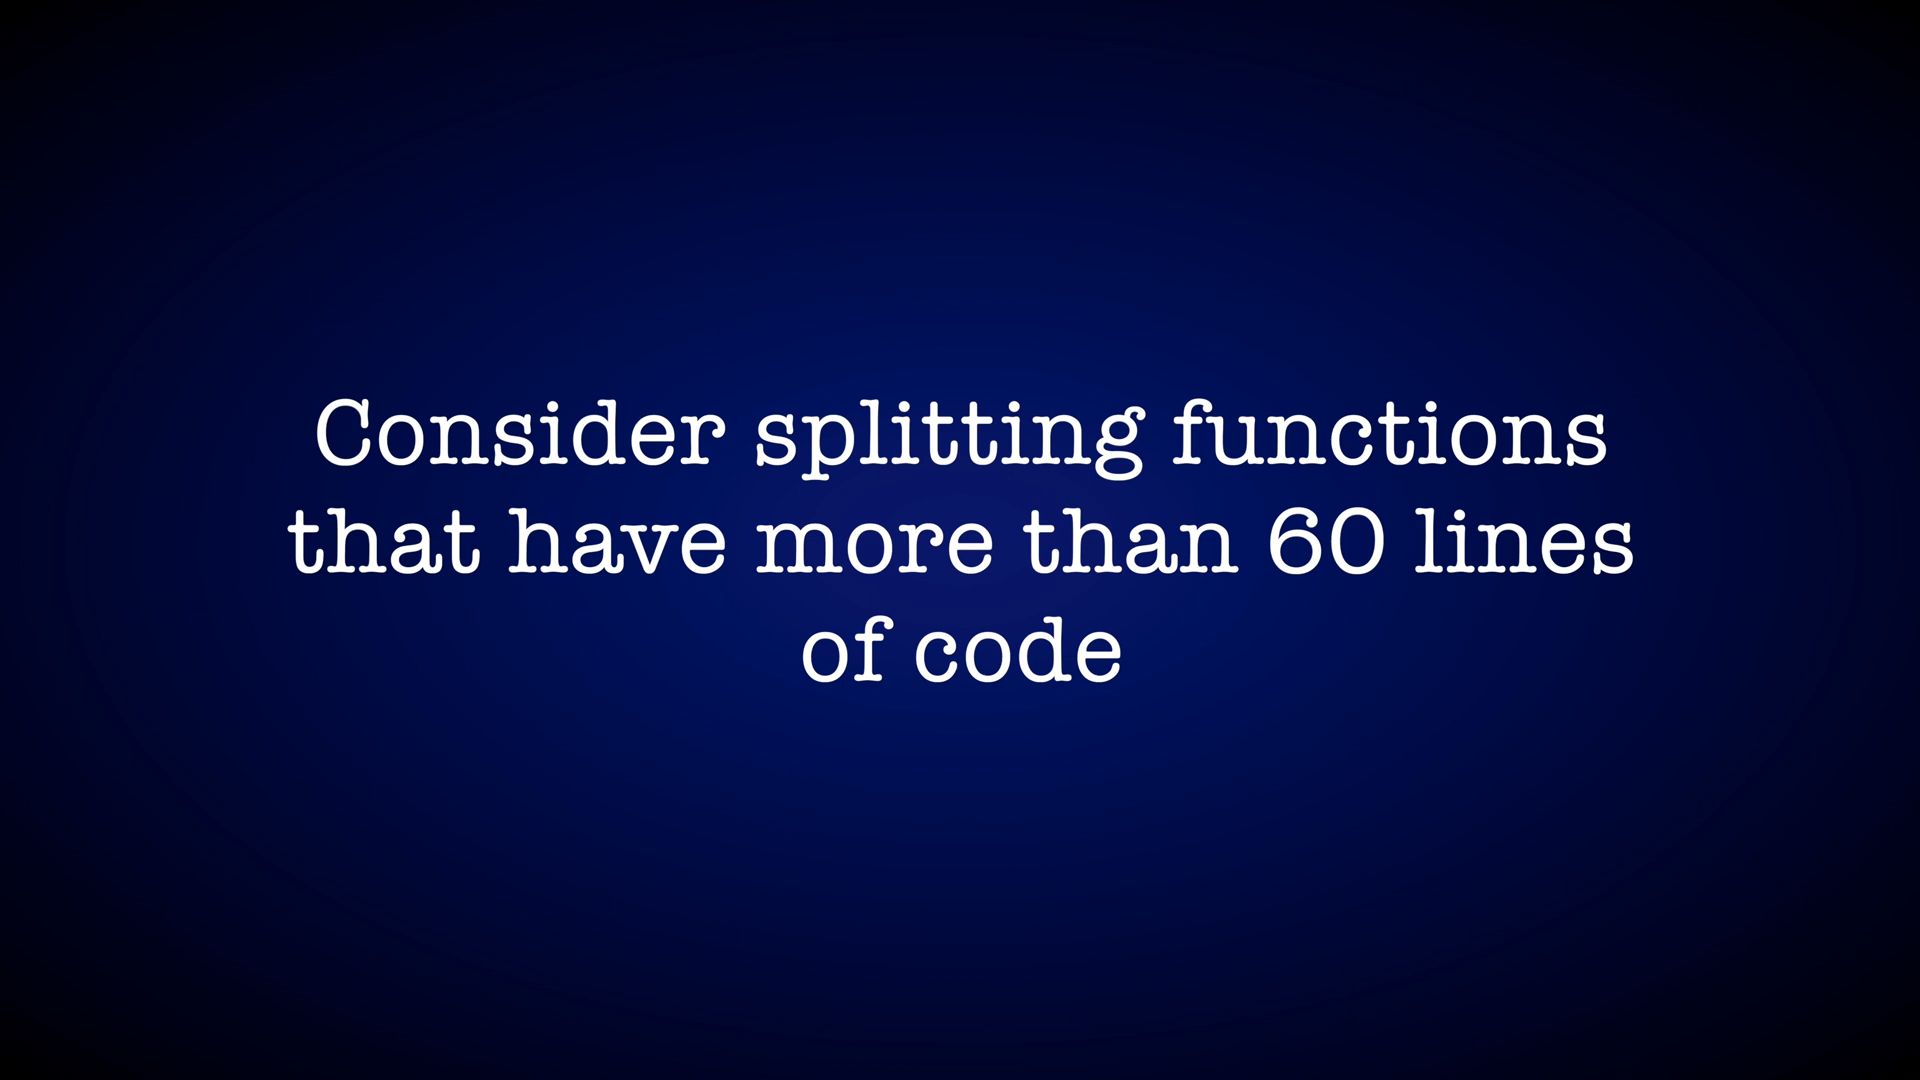 Consider splitting functions
that have more than 60 lines
of code